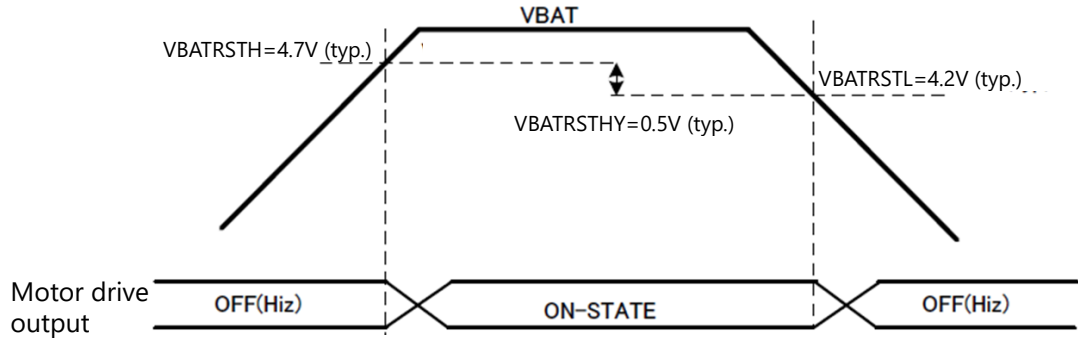 VBAT
VBATRSTH=4.7V (typ.)
VBATRSTL=4.2V (typ.)
VBATRSTHY=0.5V (typ.)
Motor drive
output
OFF(Hiz)
ON-STATE
OFF(Hiz)